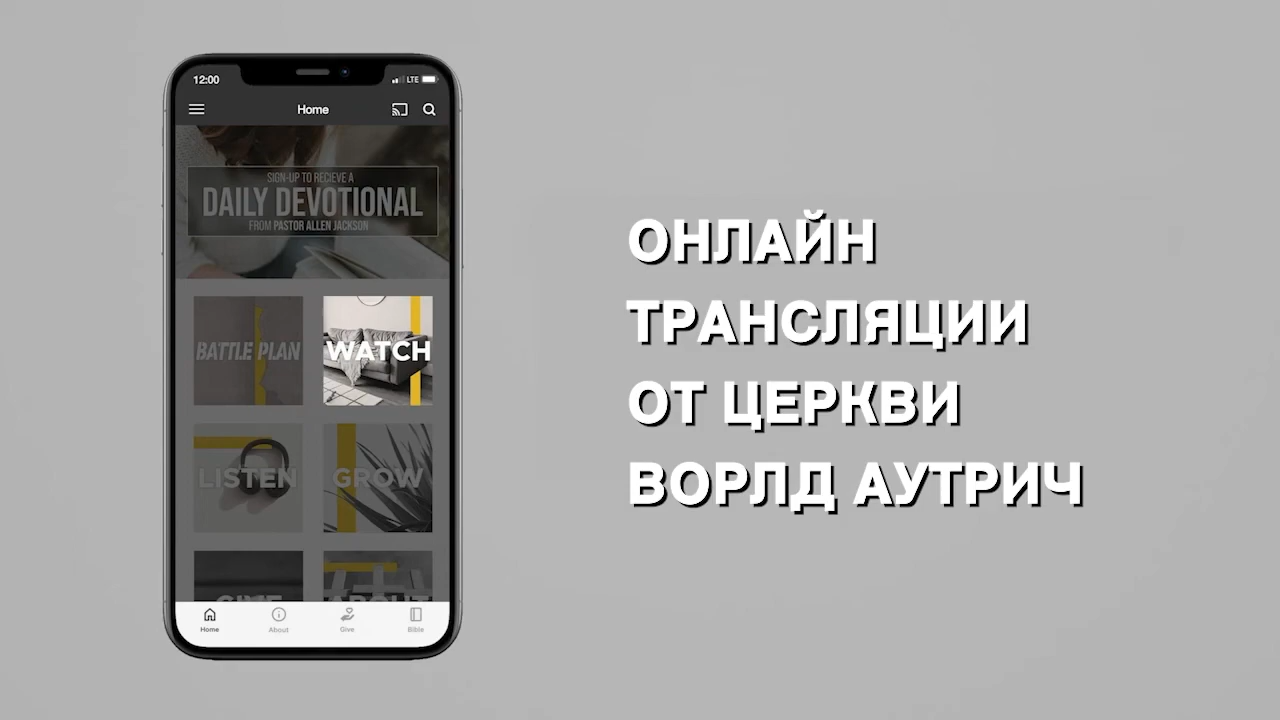 12:00
LTE
Home
SIGN-UP TO RECIEVE A
DAILY DEVOTIONAL
FROM PASTOR ALLEN JACKSON
BATTLE PLAN
WATCH
LISTEN
GROW
Home
About
Give
Bible
ОНЛАЙН
ТРАНСЛЯЦИИ
ОТ ЦЕРКВИ
ВОРЛД АУТРИЧ